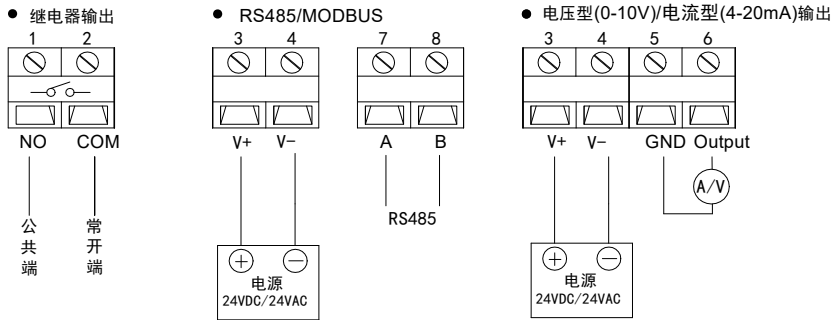 ● 继电器输出
1 2
NO COM
公共端
常开端
● RS485/MODBUS
3 4 7 8
V+ V- A B
RS485
+ −
电源
24VDC/24VAC
● 电压型(0-10V)/电流型(4-20mA)输出
3 4 5 6
V+ V- GND Output
A/V
+ −
电源
24VDC/24VAC